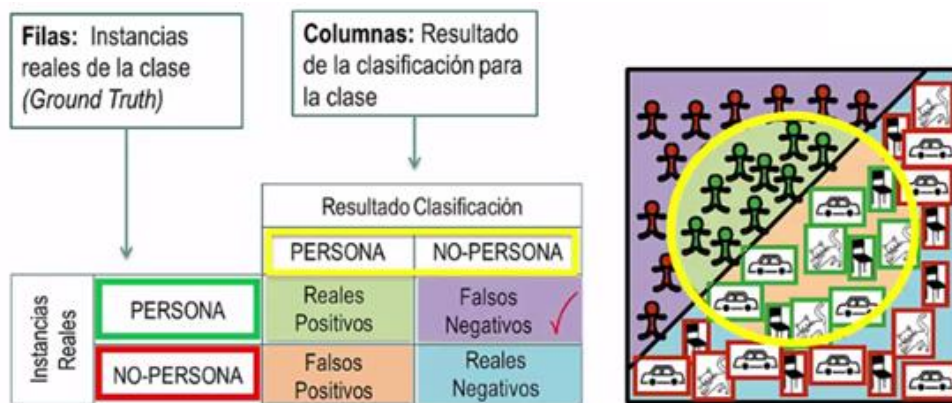 Filas: Instancias
reales de la clase
(Ground Truth)
Columnas: Resultado
de la clasificación para
la clase
Resultado Clasificación
PERSONA
NO-PERSONA
Instancias
Reales
PERSONA
Reales
Positivos
Falsos
Negativos
NO-PERSONA
Falsos
Positivos
Reales
Negativos